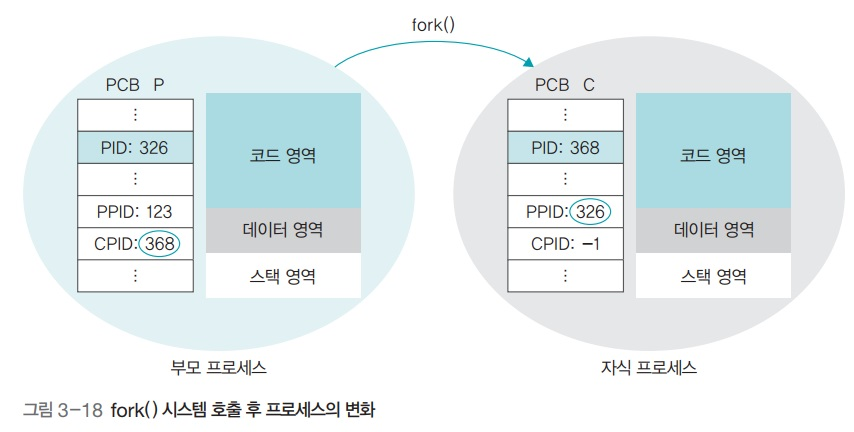 fork()
PCB P
⋮
PID: 326
⋮
PPID: 123
CPID: 368
⋮
코드 영역
데이터 영역
스택 영역
부모 프로세스
PCB C
⋮
PID: 368
⋮
PPID: 326
CPID: -1
⋮
코드 영역
데이터 영역
스택 영역
자식 프로세스
그림 3-18 fork() 시스템 호출 후 프로세스의 변화